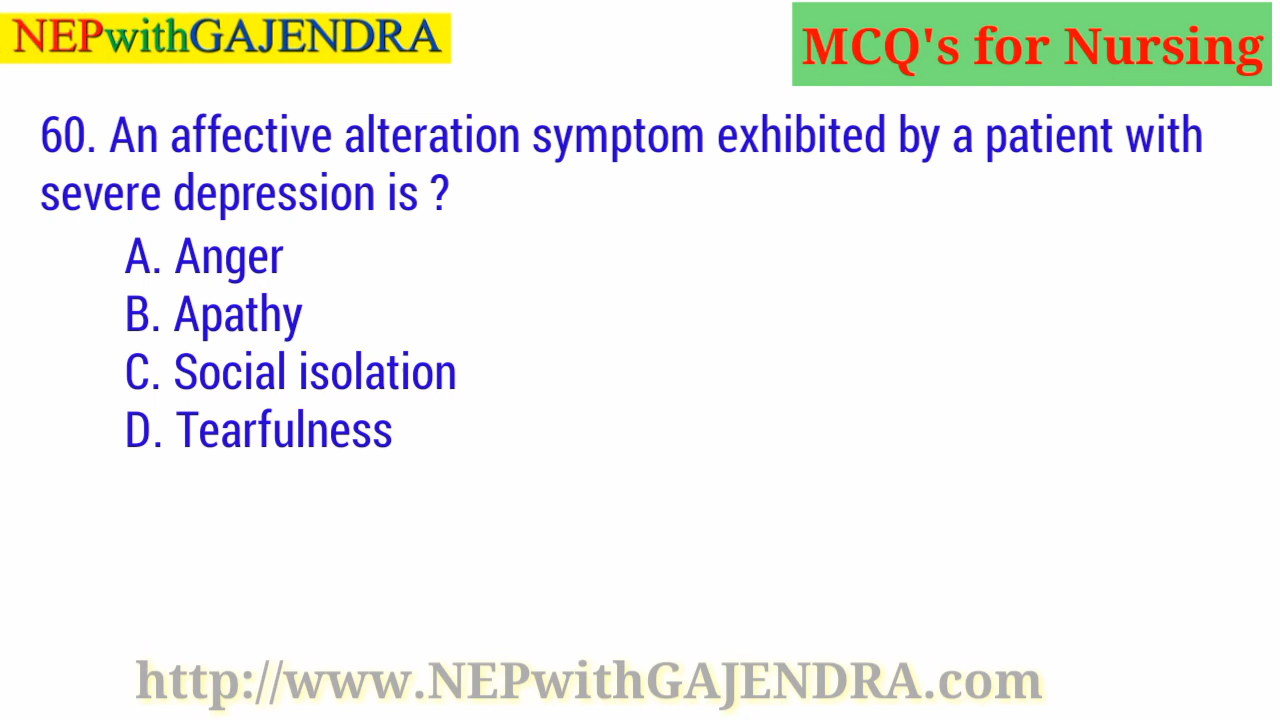 NEPwithGAJENDRA
MCQ's for Nursing
60. An affective alteration symptom exhibited by a patient with
severe depression is ?
A. Anger
B. Apathy
C. Social isolation
D. Tearfulness
http://www.NEPwithGAJENDRA.com